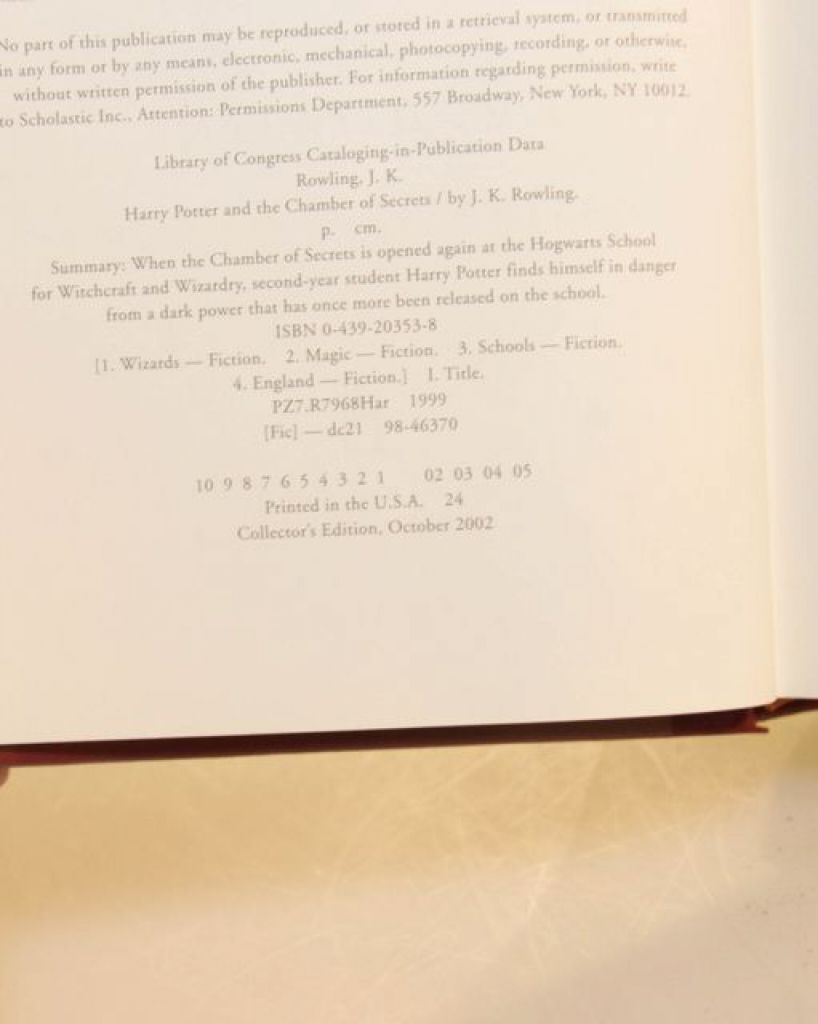 No part of this publication may be reproduced, or stored in a retrieval system, or transmitted
in any form or by any means, electronic, mechanical, photocopying, recording, or otherwise,
without written permission of the publisher. For information regarding permission, write
to Scholastic Inc., Attention: Permissions Department, 557 Broadway, New York, NY 10012.
Library of Congress Cataloging-in-Publication Data
Rowling, J. K.
Harry Potter and the Chamber of Secrets / by J. K. Rowling.
p. cm.
Summary: When the Chamber of Secrets is opened again at the Hogwarts School
for Witchcraft and Wizardry, second-year student Harry Potter finds himself in danger
from a dark power that has once more been released on the school.
ISBN 0-439-20353-8
[1. Wizards — Fiction. 2. Magic — Fiction. 3. Schools — Fiction.
4. England — Fiction.] I. Title.
PZ7.R7968Har 1999
[Fic] — dc21 98-46370
10 9 8 7 6 5 4 3 2 1 02 03 04 05
Printed in the U.S.A. 24
Collector's Edition, October 2002